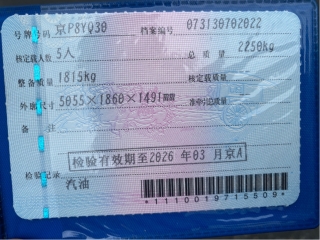 号牌号码 京P8YQ30 档案编号 073130702022
核定载人数 5人 总质量 2250kg
整备质量 1815kg 核定载质量 --
外廓尺寸 5055×1860×1491mm 准牵引总质量 --
备注
检验有效期至2026 年03 月京A
检验记录
汽油
*1110019715509*